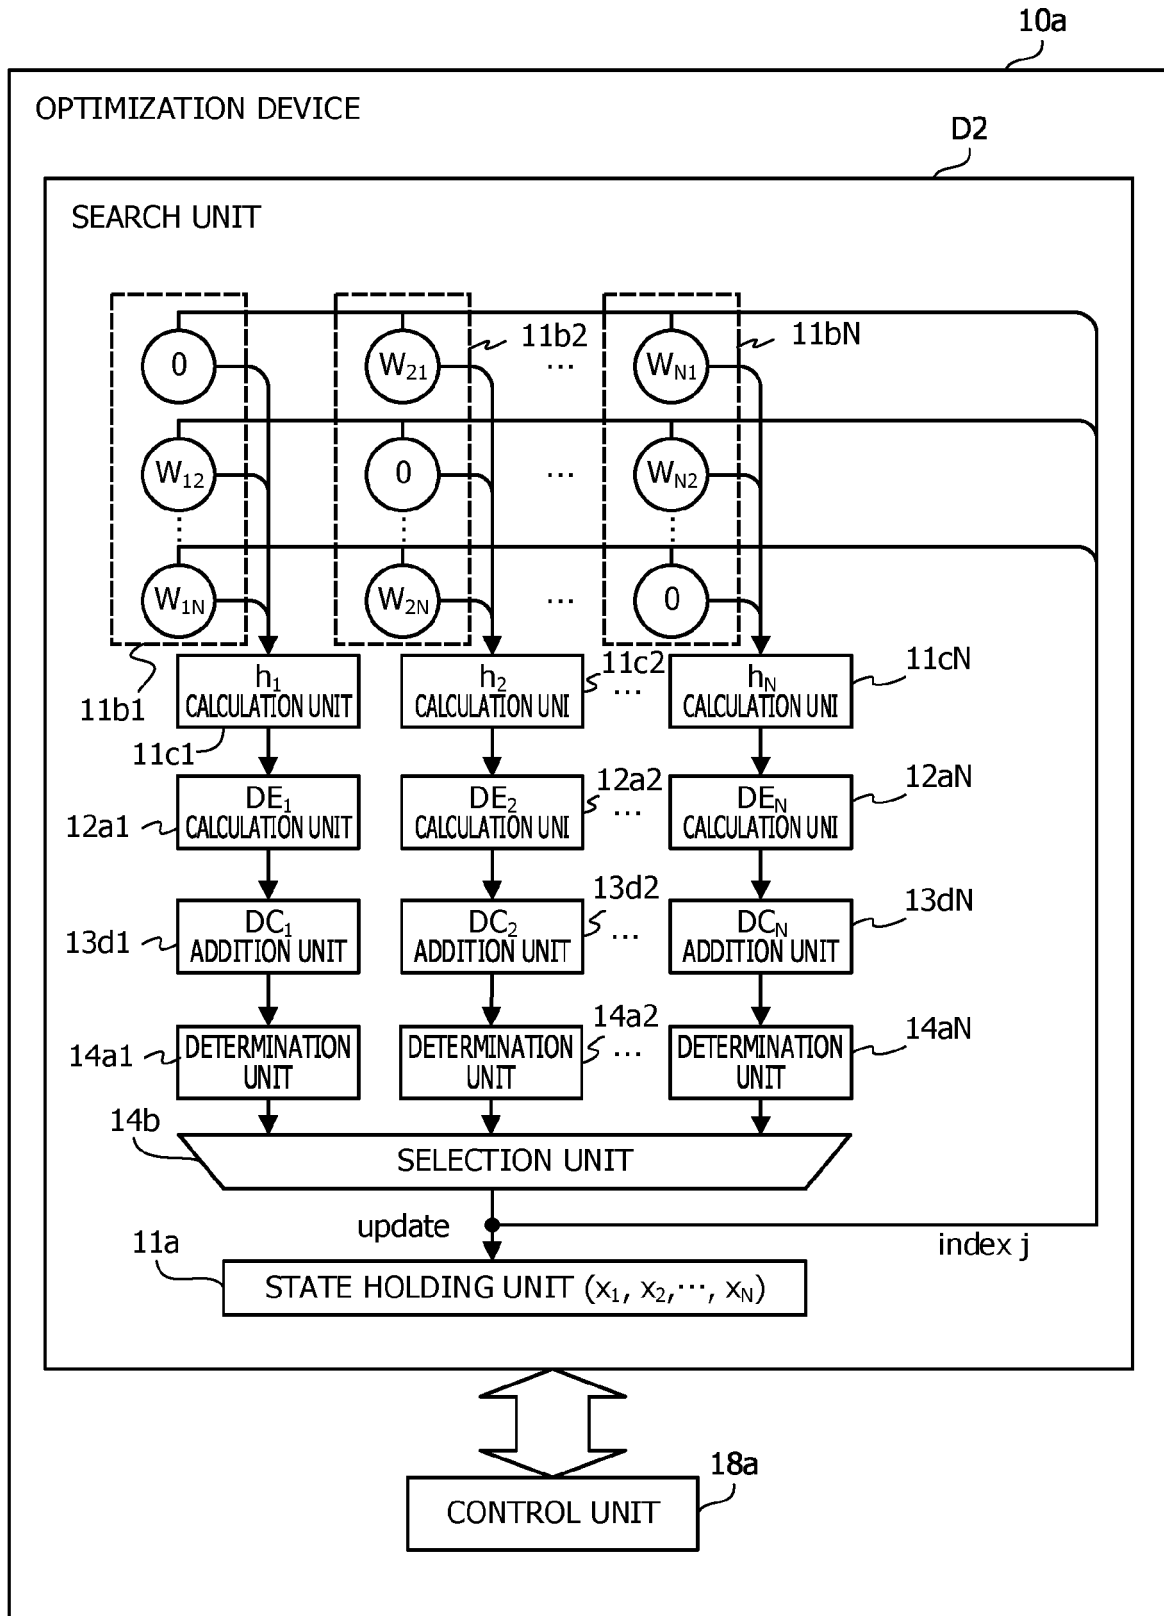 10a
OPTIMIZATION DEVICE
D2
SEARCH UNIT
0 W21 11b2 ... WN1 11bN
W12 0 ... WN2
⋮ ⋮ ⋮
W1N W2N ... 0
11b1
h1 CALCULATION UNIT
11c1
h2 CALCULATION UNI
11c2
...
hN CALCULATION UNI
11cN
12a1
DE1 CALCULATION UNIT
DE2 CALCULATION UNI
12a2
...
DEN CALCULATION UNI
12aN
13d1
DC1 ADDITION UNIT
DC2 ADDITION UNIT
13d2
...
DCN ADDITION UNIT
13dN
14a1
DETERMINATION UNIT
DETERMINATION UNIT
14a2
...
DETERMINATION UNIT
14aN
14b
SELECTION UNIT
update
index j
11a
STATE HOLDING UNIT (x1, x2,⋯, xN)
18a
CONTROL UNIT